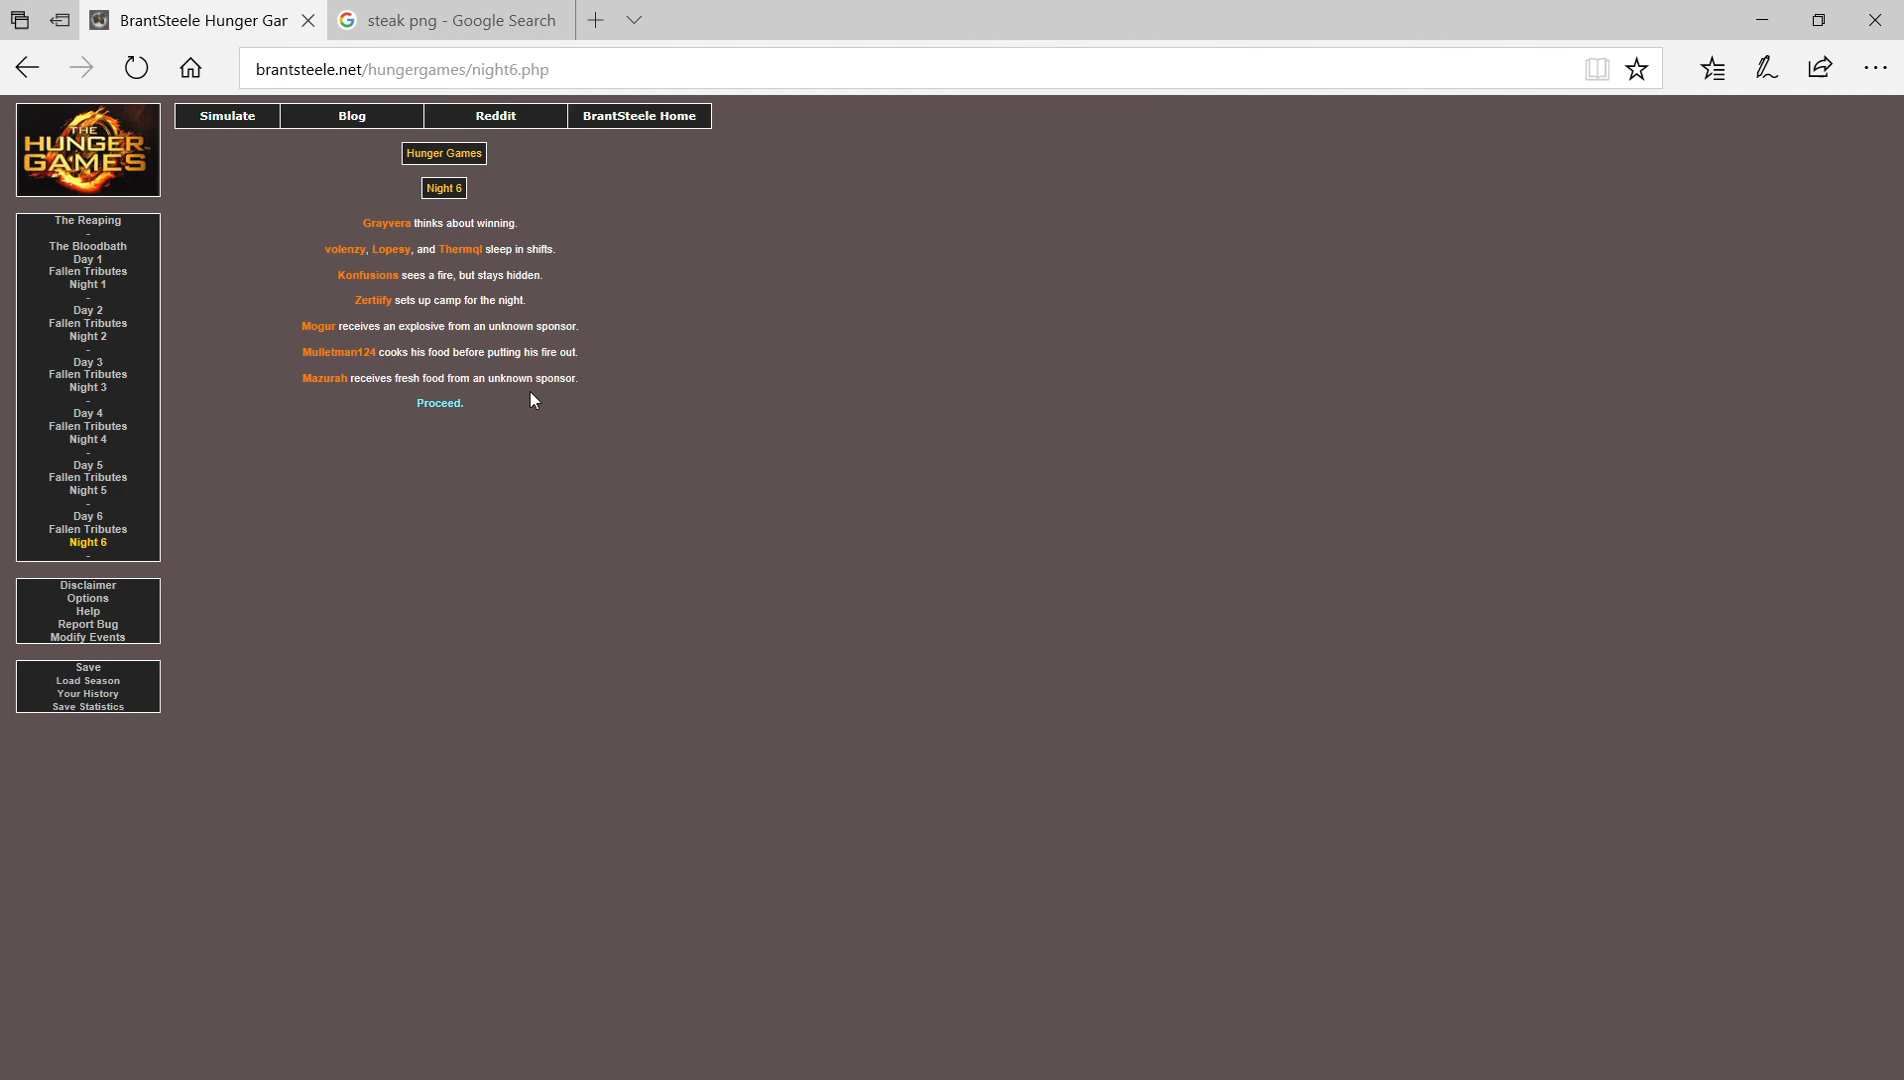 BrantSteele Hunger Gar
steak png - Google Search
brantsteele.net/hungergames/night6.php
THE
HUNGER
GAMES
Simulate
Blog
Reddit
BrantSteele Home
Hunger Games
Night 6
Grayvera thinks about winning.
volenzy, Lopesy, and Thermql sleep in shifts.
Konfusions sees a fire, but stays hidden.
Zertiify sets up camp for the night.
Mogur receives an explosive from an unknown sponsor.
Mulletman124 cooks his food before putting his fire out.
Mazurah receives fresh food from an unknown sponsor.
Proceed.
The Reaping
-
The Bloodbath
Day 1
Fallen Tributes
Night 1
-
Day 2
Fallen Tributes
Night 2
-
Day 3
Fallen Tributes
Night 3
-
Day 4
Fallen Tributes
Night 4
-
Day 5
Fallen Tributes
Night 5
-
Day 6
Fallen Tributes
Night 6
-
Disclaimer
Options
Help
Report Bug
Modify Events
Save
Load Season
Your History
Save Statistics